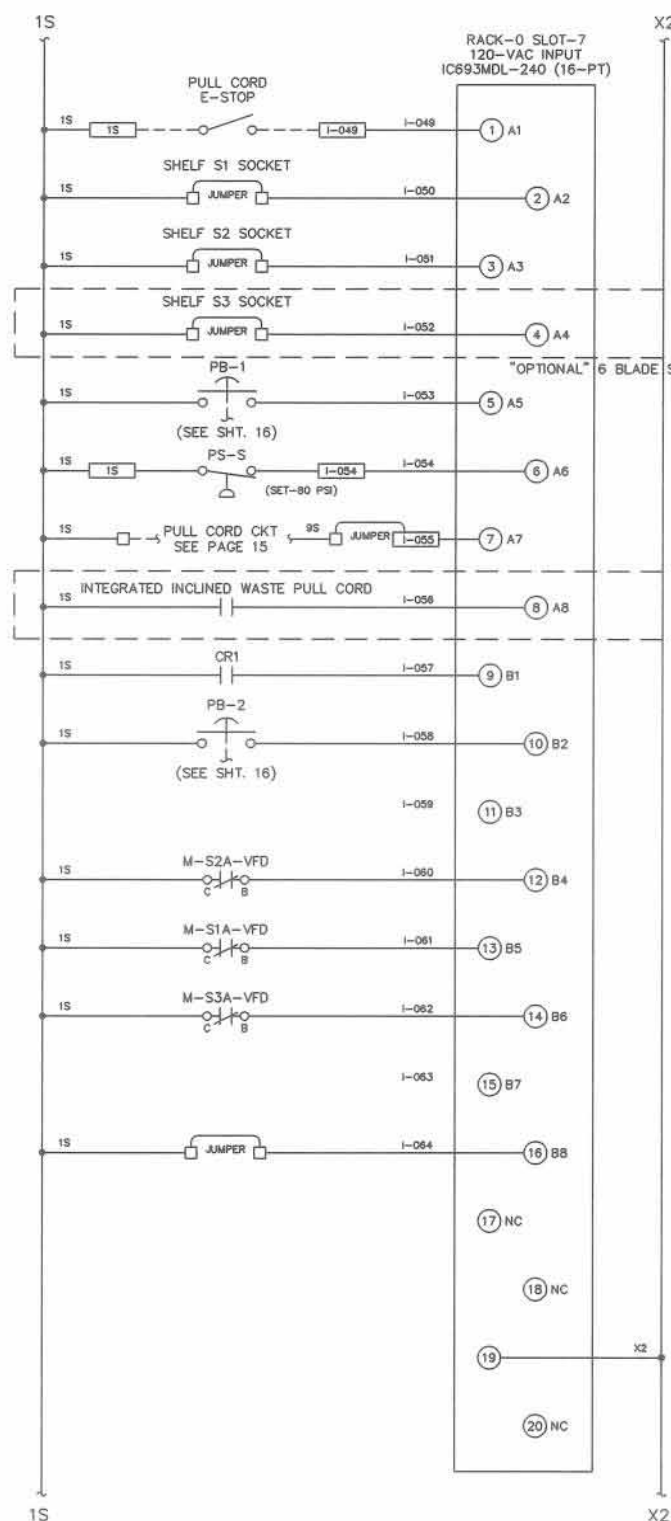 1S
X2
RACK-0 SLOT-7
120-VAC INPUT
IC693MDL-240 (16-PT)
PULL CORD
E-STOP
1S
1S
I-049
I-049
1 A1
SHELF S1 SOCKET
1S
JUMPER
I-050
2 A2
SHELF S2 SOCKET
1S
JUMPER
I-051
3 A3
SHELF S3 SOCKET
1S
JUMPER
I-052
4 A4
"OPTIONAL" 6 BLADE S
PB-1
1S
I-053
5 A5
(SEE SHT. 16)
PS-S
1S
1S
I-054
I-054
6 A6
(SET-80 PSI)
1S
PULL CORD CKT
SEE PAGE 15
9S
JUMPER
I-055
7 A7
INTEGRATED INCLINED WASTE PULL CORD
1S
I-056
8 A8
CR1
1S
I-057
9 B1
PB-2
1S
I-058
10 B2
(SEE SHT. 16)
I-059
11 B3
M-S2A-VFD
1S
C B
I-060
12 B4
M-S1A-VFD
1S
C B
I-061
13 B5
M-S3A-VFD
1S
C B
I-062
14 B6
I-063
15 B7
1S
JUMPER
I-064
16 B8
17 NC
18 NC
19
X2
20 NC
1S
X2